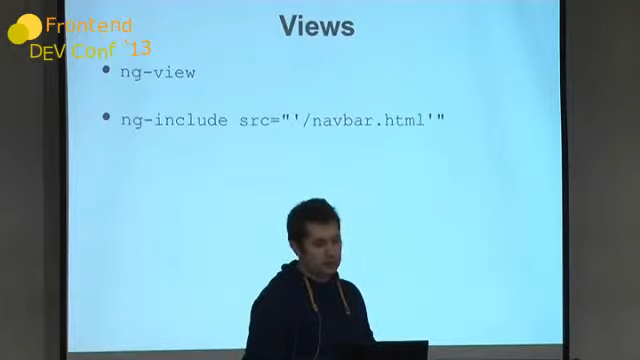 Frontend
DEV Conf '13
Views
ng-view
ng-include src="'/navbar.html'"